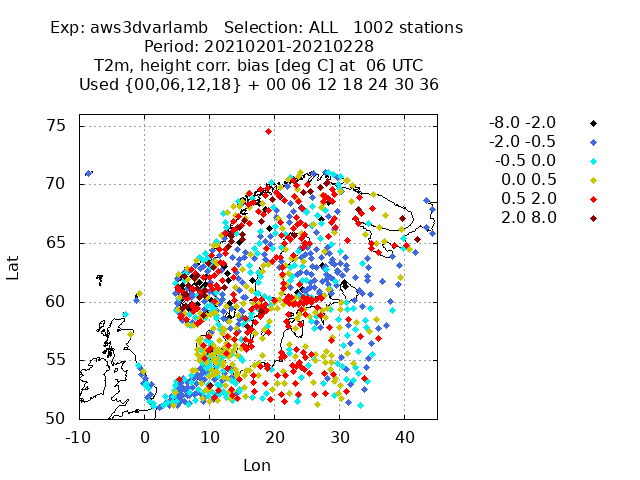 Exp: aws3dvarlamb   Selection: ALL   1002 stations
Period: 20210201-20210228
T2m, height corr. bias [deg C] at  06 UTC
Used {00,06,12,18} + 00 06 12 18 24 30 36
75
70
65
60
55
50
-10 0 10 20 30 40
Lat
Lon
-8.0 -2.0
-2.0 -0.5
-0.5 0.0
0.0 0.5
0.5 2.0
2.0 8.0